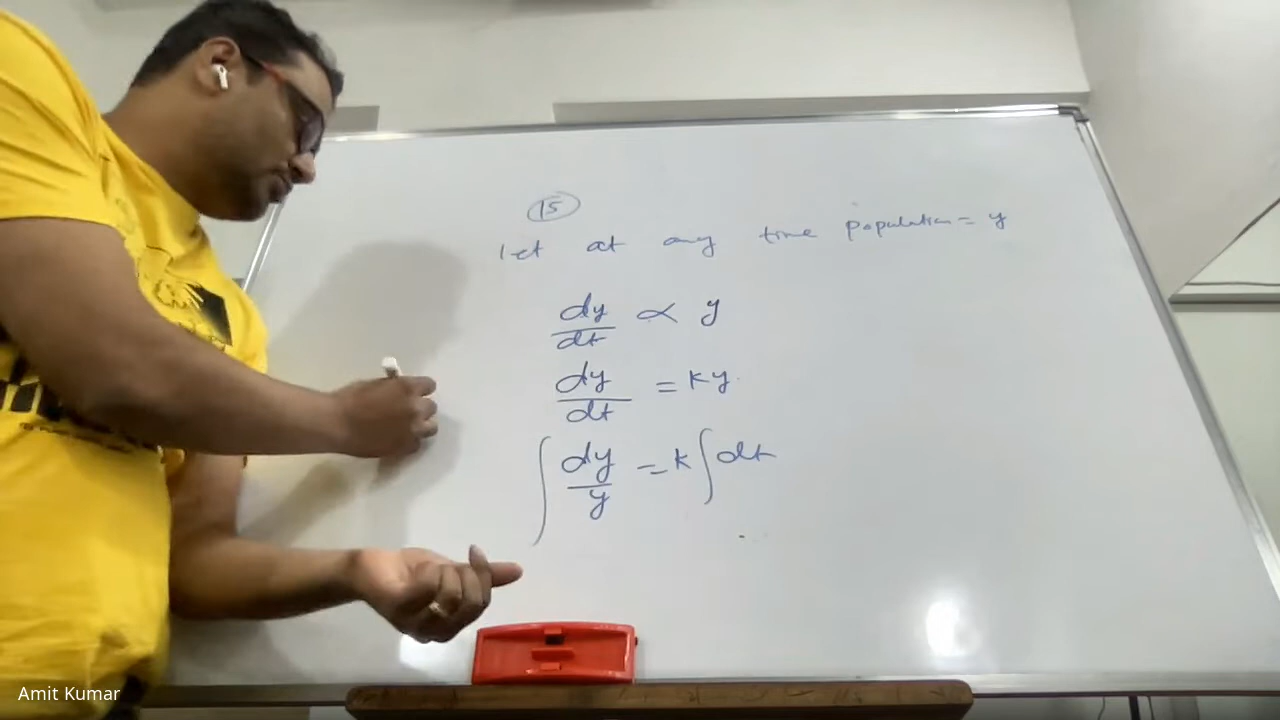 15
Let at any time population = y
dy/dt ∝ y
dy/dt = ky
∫ dy/y = k ∫ dt
Amit Kumar